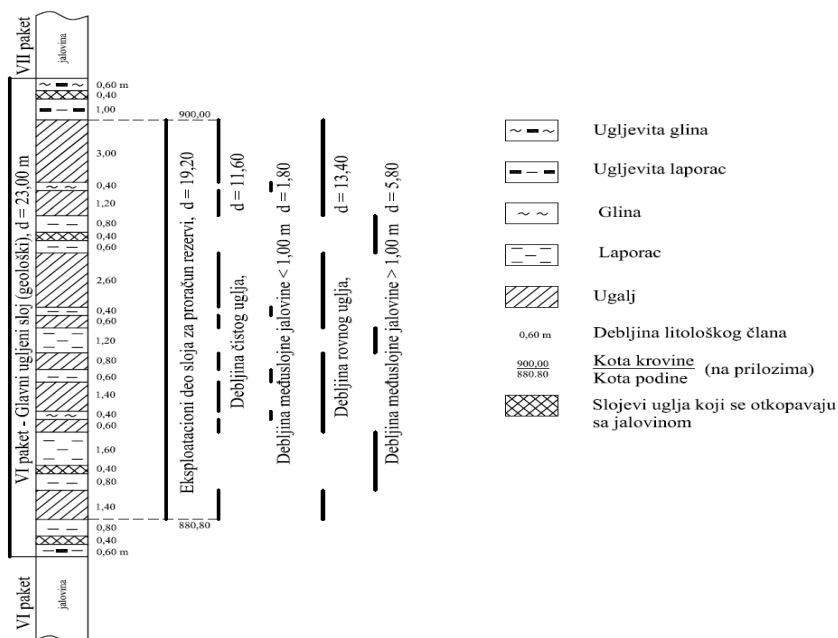 VII paket
jalovina
VI paket - Glavni ugljeni sloj (geološki), d = 23,00 m
VI paket
jalovina
0,60 m
0,40
1,00
3,00
0,40
1,20
0,80
0,40
0,60
2,60
0,40
0,60
1,20
0,80
0,60
1,40
0,40
0,60
1,60
0,40
0,80
1,40
0,80
0,40
0,60 m
900,00
880,80
Eksploatacioni deo sloja za proračun rezervi, d = 19,20
Debljina čistog uglja, d = 11,60
Debljina međuslojne jalovine < 1,00 m d = 1,80
Debljina rovnog uglja, d = 13,40
Debljina međuslojne jalovine > 1,00 m d = 5,80
Ugljevita glina
Ugljevita laporac
Glina
Laporac
Ugalj
0,60 m Debljina litološkog člana
900,00 Kota krovine
880.80 Kota podine (na prilozima)
Slojevi uglja koji se otkopavaju
sa jalovinom